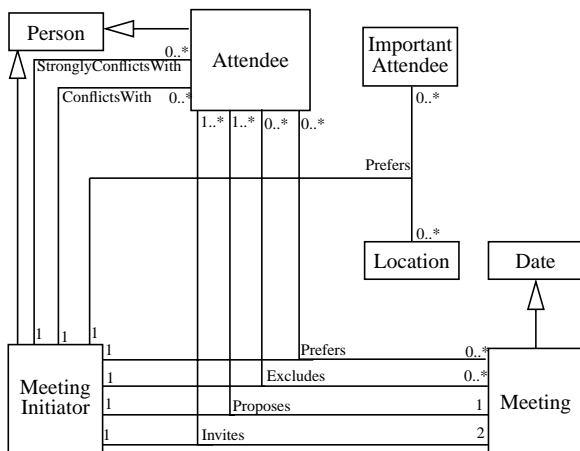 Person
Attendee
Important
Attendee
0..*
StronglyConflictsWith
ConflictsWith
0..*
0..*
1..*
1..*
0..*
0..*
Prefers
0..*
Location
Date
1
1
1
Meeting
Initiator
1
Prefers
0..*
1
Excludes
0..*
1
Proposes
1
1
Invites
2
Meeting